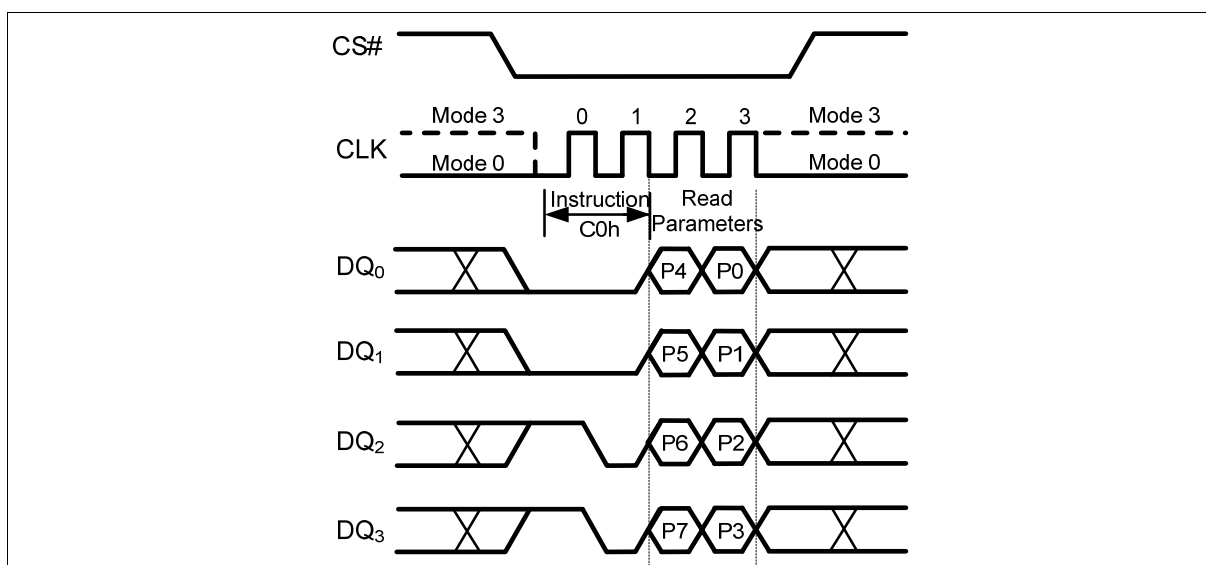 CS#
Mode 3 0 1 2 3 Mode 3
CLK
Mode 0 Mode 0
Instruction Read
C0h Parameters
DQ0 P4 P0
DQ1 P5 P1
DQ2 P6 P2
DQ3 P7 P3